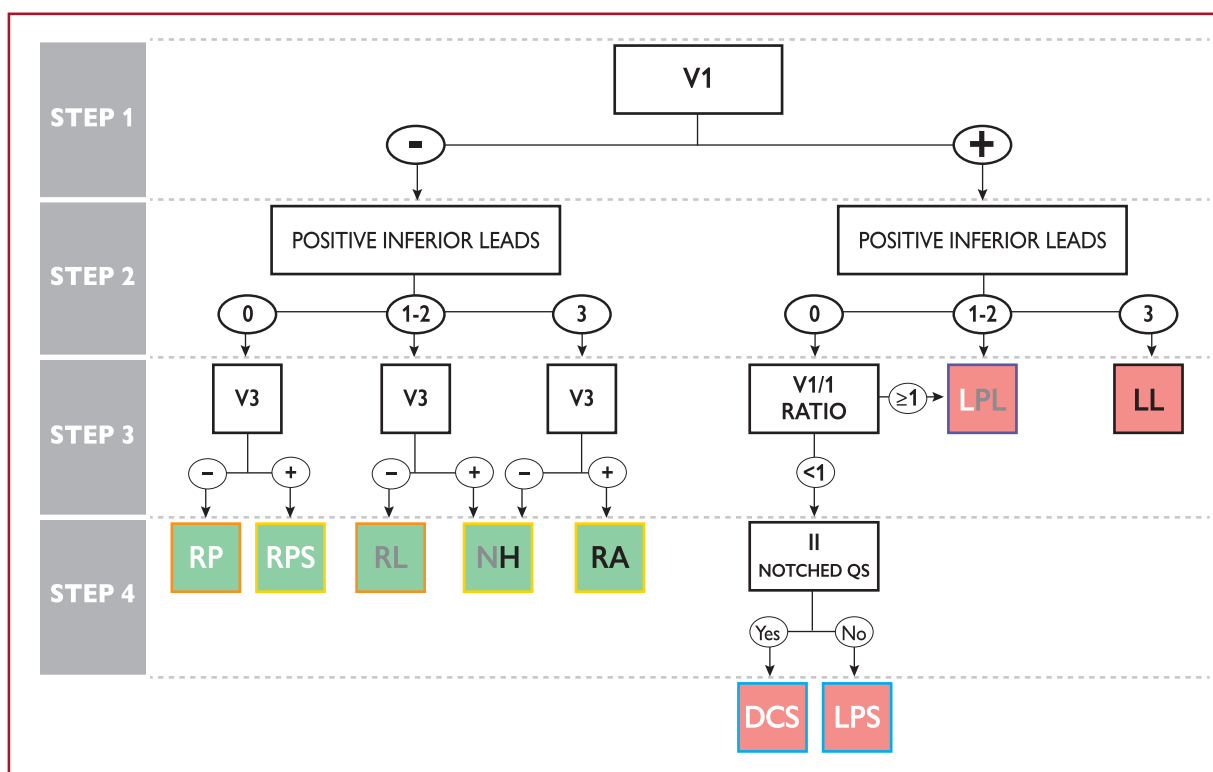 STEP 1
V1
-
+
STEP 2
POSITIVE INFERIOR LEADS
POSITIVE INFERIOR LEADS
0
1-2
3
0
1-2
3
STEP 3
V3
V3
V3
V1/1
RATIO
≥1
LPL
LL
−
+
−
+
−
+
<1
STEP 4
RP
RPS
RL
NH
RA
II
NOTCHED QS
Yes
No
DCS
LPS